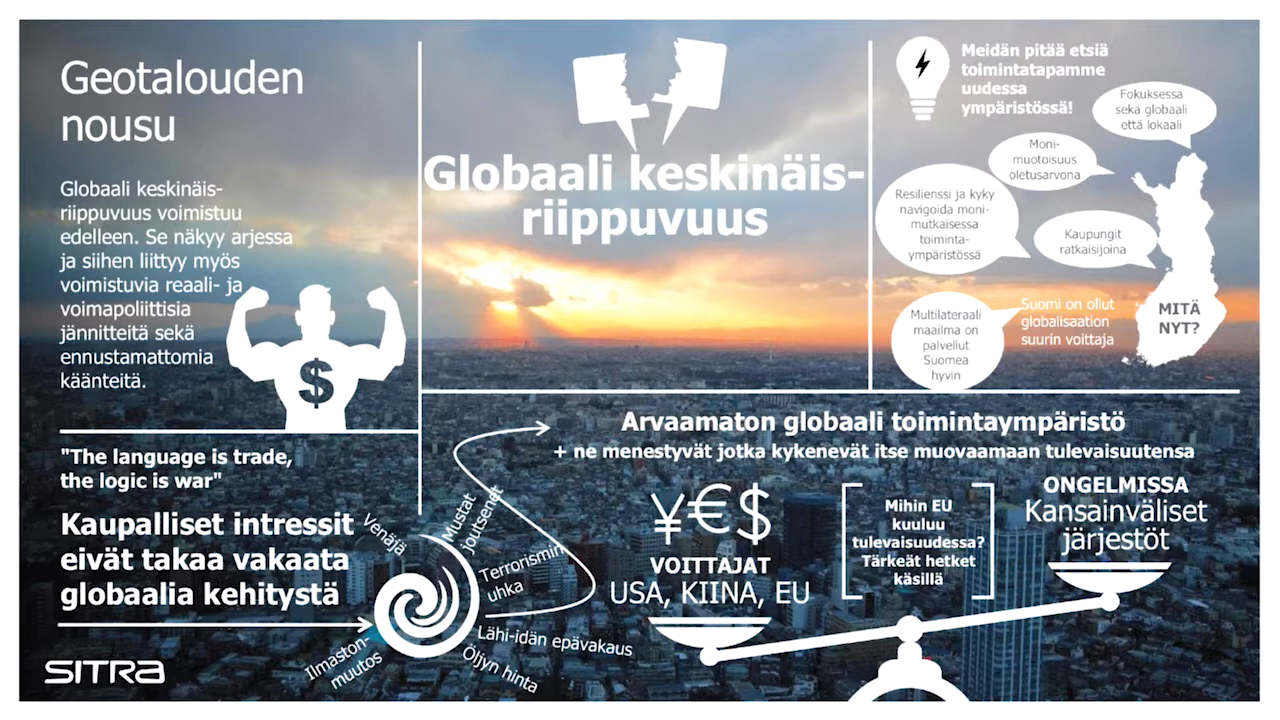 Geotalouden
nousu
Globaali keskinäis-
riippuvuus voimistuu
edelleen. Se näkyy arjessa
ja siihen liittyy myös
voimistuvia reaali- ja
voimapoliittisia
jännitteitä sekä
ennustamattomia
käänteitä.
$
"The language is trade,
the logic is war"
Kaupalliset intressit
eivät takaa vakaata
globaalia kehitystä
SITRA
Globaali keskinäis-
riippuvuus
Meidän pitää etsiä
toimintatapamme
uudessa
ympäristössä!
Fokuksessa
sekä globaali
että lokaali
Moni-
muotoisuus
oletusarvona
Resilienssi ja kyky
navigoida moni-
mutkaisessa
toiminta-
ympäristössä
Kaupungit
ratkaisijoina
Multilateraali
maailma on
palvellut
Suomea
hyvin
Suomi on ollut
globalisaation
suurin voittaja
MITÄ
NYT?
Venäjä
Mustat
joutsenet
Terrorismin
uhka
Lähi-idän epävakaus
Öljyn hinta
Ilmaston-
muutos
Arvaamaton globaali toimintaympäristö
+ ne menestyvät jotka kykenevät itse muovaamaan tulevaisuutensa
¥€$
VOITTAJAT
USA, KIINA, EU
Mihin EU
kuuluu
tulevaisuudessa?
Tärkeät hetket
käsillä
ONGELMISSA
Kansainväliset
järjestöt